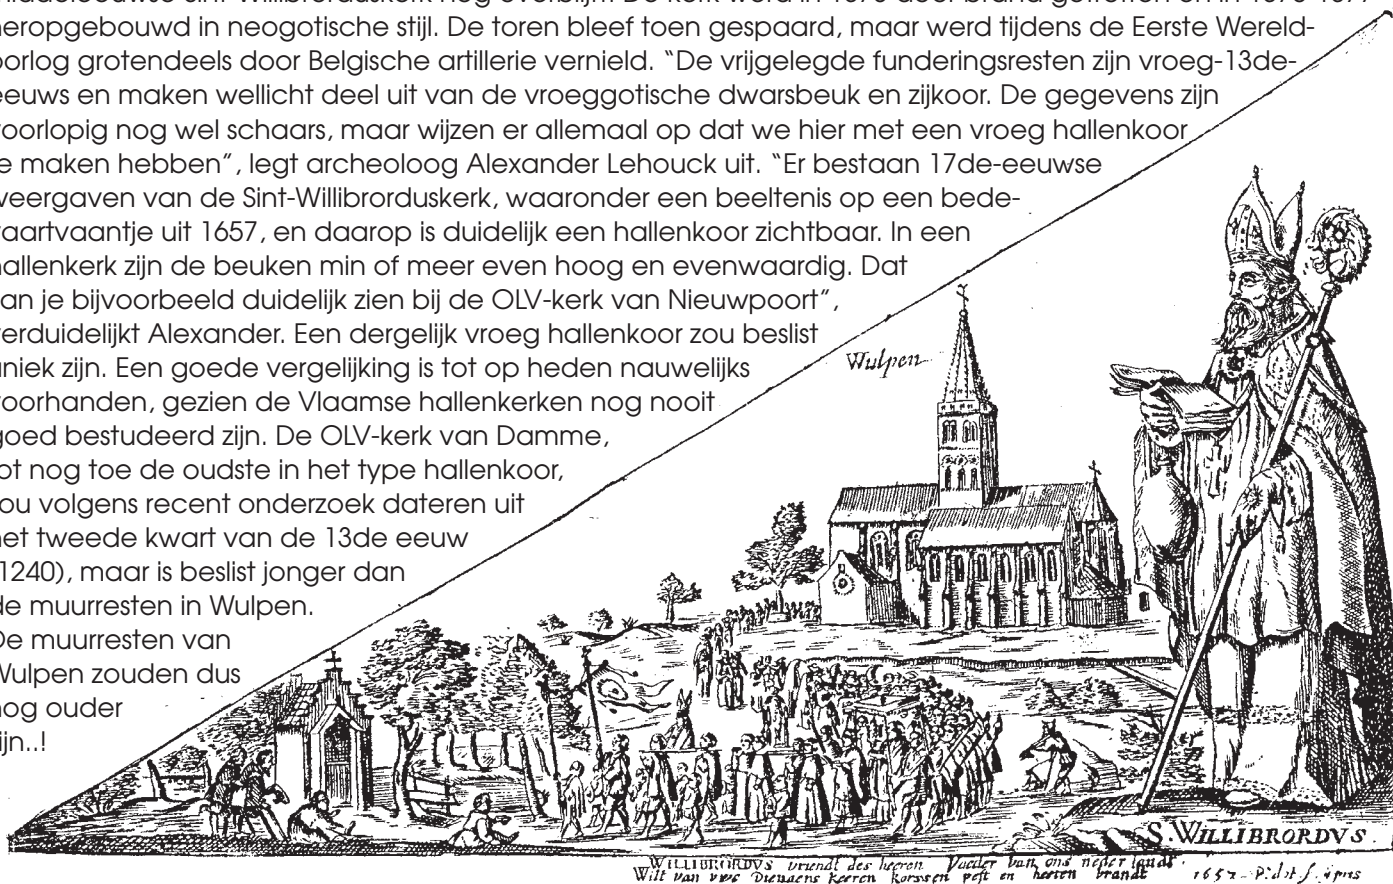 heropgebouwd in neogotische stijl. De toren bleef toen gespaard, maar werd tijdens de Eerste Wereld-
oorlog grotendeels door Belgische artillerie vernield. “De vrijgelegde funderingsresten zijn vroeg-13de-
eeuws en maken wellicht deel uit van de vroeggotische dwarsbeuk en zijkoor. De gegevens zijn
voorlopig nog wel schaars, maar wijzen er allemaal op dat we hier met een vroeg hallenkoor
te maken hebben”, legt archeoloog Alexander Lehouck uit. “Er bestaan 17de-eeuwse
weergaven van de Sint-Willibrorduskerk, waaronder een beeltenis op een bede-
vaartvaantje uit 1657, en daarop is duidelijk een hallenkoor zichtbaar. In een
hallenkerk zijn de beuken min of meer even hoog en evenwaardig. Dat
kan je bijvoorbeeld duidelijk zien bij de OLV-kerk van Nieuwpoort”,
verduidelijkt Alexander. Een dergelijk vroeg hallenkoor zou beslist
uniek zijn. Een goede vergelijking is tot op heden nauwelijks
voorhanden, gezien de Vlaamse hallenkerken nog nooit
goed bestudeerd zijn. De OLV-kerk van Damme,
tot nog toe de oudste in het type hallenkoor,
zou volgens recent onderzoek dateren uit
het tweede kwart van de 13de eeuw
1240), maar is beslist jonger dan
de muurresten in Wulpen.
De muurresten van
Wulpen zouden dus
nog ouder
zijn..!
Wulpen
S. WILLIBRORDVS
WILLIBRORDVS vriendt des heeren Voeder van ons neder landt
Wilt van uwe Dienaens keeren korssen pest en herten brandt
1657